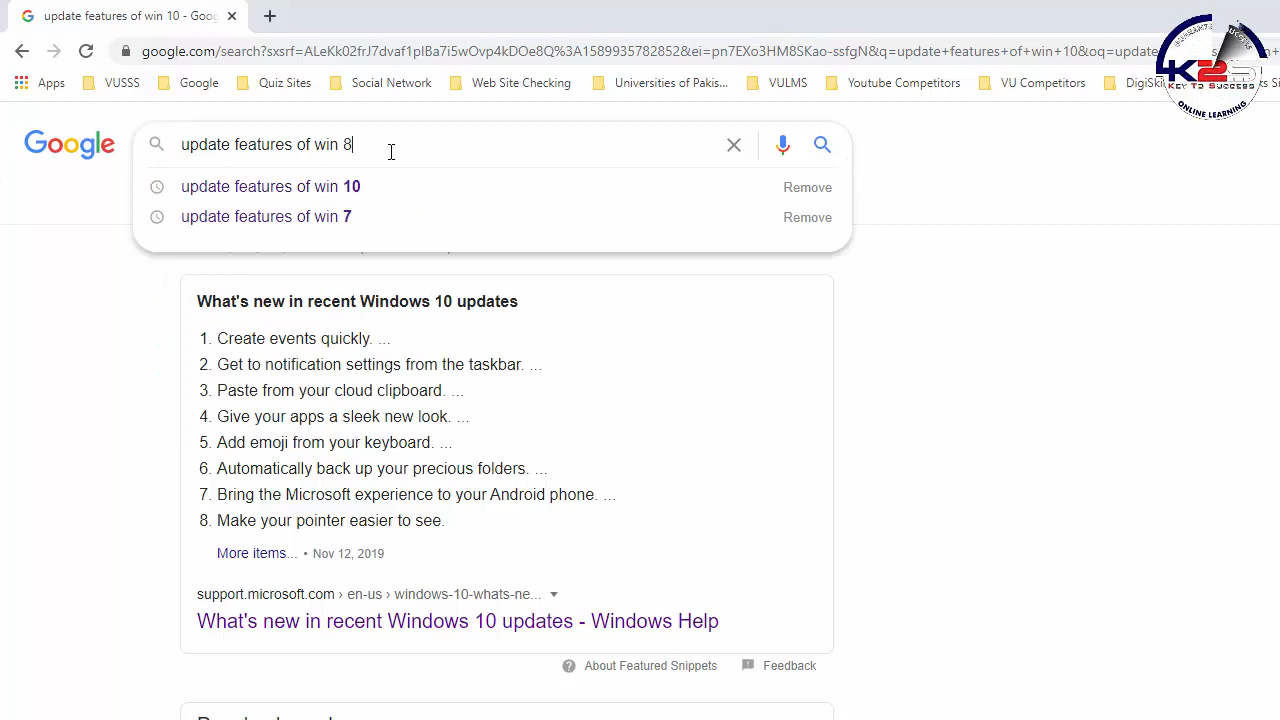 update features of win 10 - Goog
google.com/search?sxsrf=ALeKk02frJ7dvaf1pIBa7i5wOvp4kDOeOQ%3A1589935782852&ei=pn7EXo3HM8SKao-ssfgN&q=update+features+of+win+10&oq=update
Apps
VUSSS
Google
Quiz Sites
Social Network
Web Site Checking
Universities of Pakis...
VULMS
Youtube Competitors
VU Competitors
K2S
KEY TO SUCCESS
ONLINE LEARNING
Google
update features of win 8
update features of win 10
Remove
update features of win 7
Remove
What's new in recent Windows 10 updates
1. Create events quickly. ...
2. Get to notification settings from the taskbar. ...
3. Paste from your cloud clipboard. ...
4. Give your apps a sleek new look. ...
5. Add emoji from your keyboard. ...
6. Automatically back up your precious folders. ...
7. Bring the Microsoft experience to your Android phone. ...
8. Make your pointer easier to see.
More items... • Nov 12, 2019
support.microsoft.com › en-us › windows-10-whats-ne...
What's new in recent Windows 10 updates - Windows Help
About Featured Snippets
Feedback